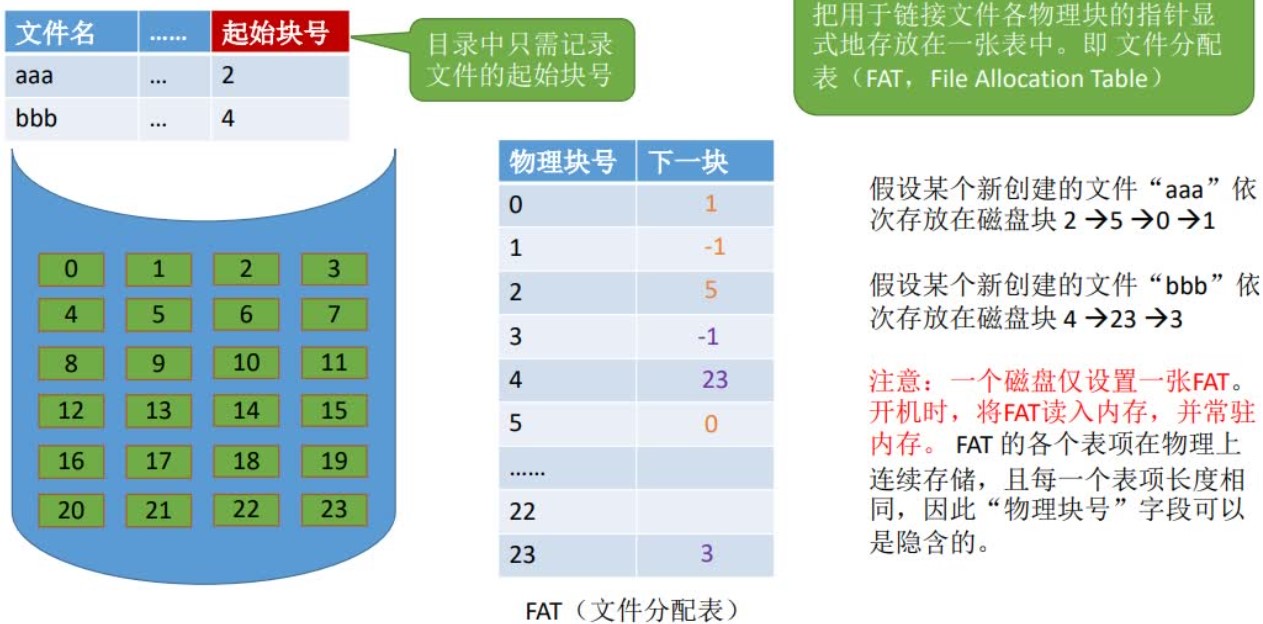 文件名 …… 起始块号
aaa … 2
bbb … 4
目录中只需记录
文件的起始块号
把用于链接文件各物理块的指针显
式地存放在一张表中。即 文件分配
表（FAT，File Allocation Table）
0 1 2 3
4 5 6 7
8 9 10 11
12 13 14 15
16 17 18 19
20 21 22 23
物理块号 下一块
0 1
1 -1
2 5
3 -1
4 23
5 0
……
22
23 3
FAT（文件分配表）
假设某个新创建的文件“aaa”依
次存放在磁盘块 2 →5 →0 →1
假设某个新创建的文件“bbb”依
次存放在磁盘块 4 →23 →3
注意：一个磁盘仅设置一张FAT。
开机时，将FAT读入内存，并常驻
内存。 FAT 的各个表项在物理上
连续存储，且每一个表项长度相
同，因此“物理块号”字段可以
是隐含的。